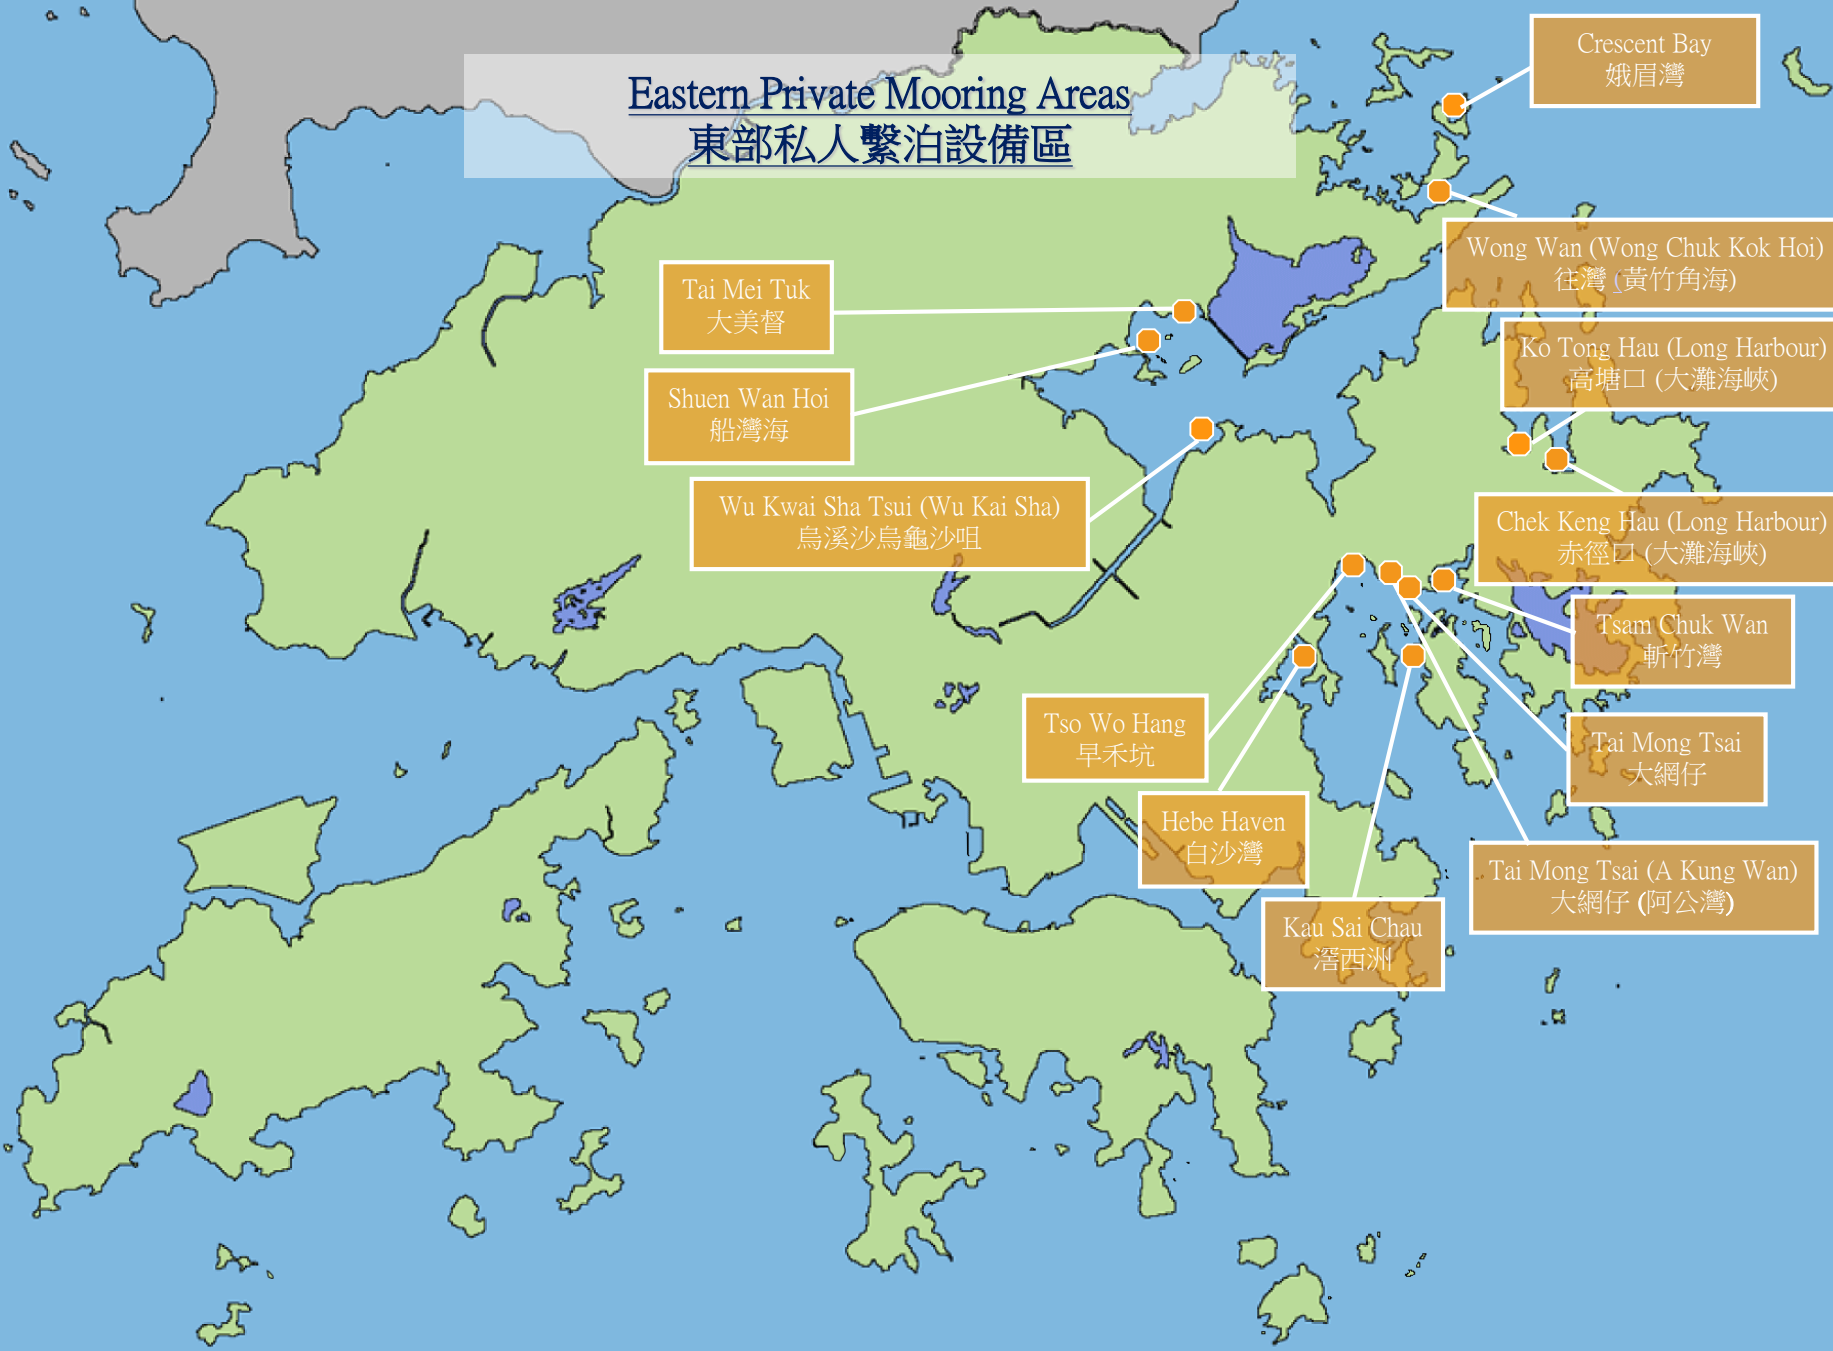 Eastern Private Mooring Areas
東部私人繫泊設備區
Crescent Bay
娥眉灣
Wong Wan (Wong Chuk Kok Hoi)
往灣 (黃竹角海)
Tai Mei Tuk
大美督
Ko Tong Hau (Long Harbour)
高塘口 (大灘海峽)
Shuen Wan Hoi
船灣海
Wu Kwai Sha Tsui (Wu Kai Sha)
烏溪沙烏龜沙咀
Chek Keng Hau (Long Harbour)
赤徑口 (大灘海峽)
Tsam Chuk Wan
斬竹灣
Tso Wo Hang
早禾坑
Tai Mong Tsai
大網仔
Hebe Haven
白沙灣
Tai Mong Tsai (A Kung Wan)
大網仔 (阿公灣)
Kau Sai Chau
滘西洲